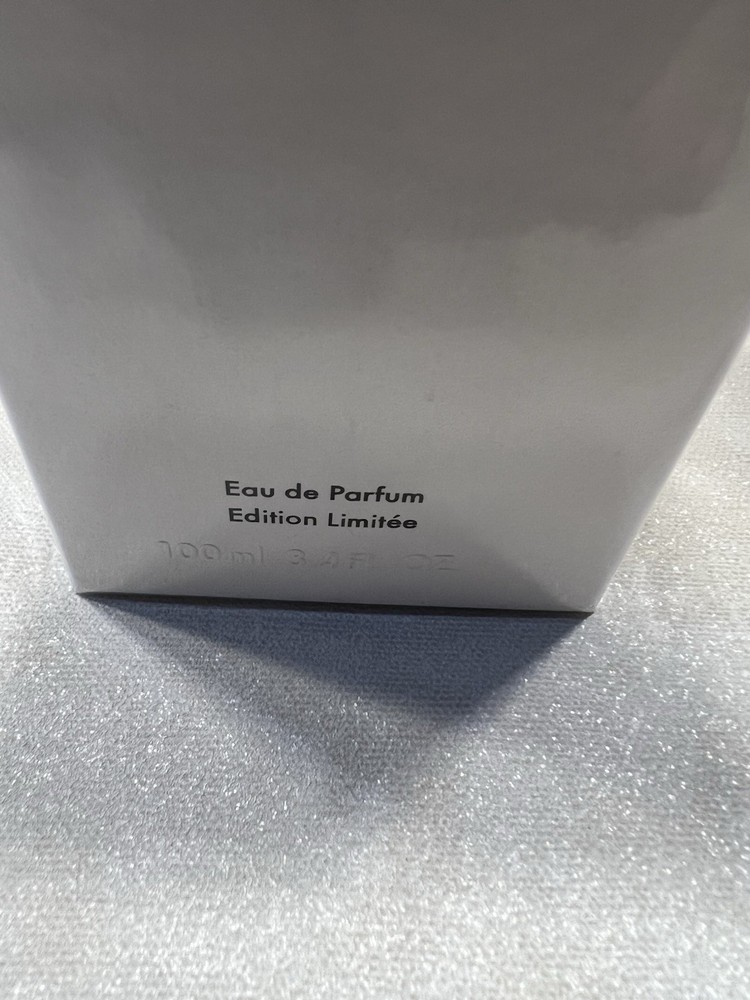 Eau de Parfum
Edition Limitée
100 ml 3.4 FL. OZ